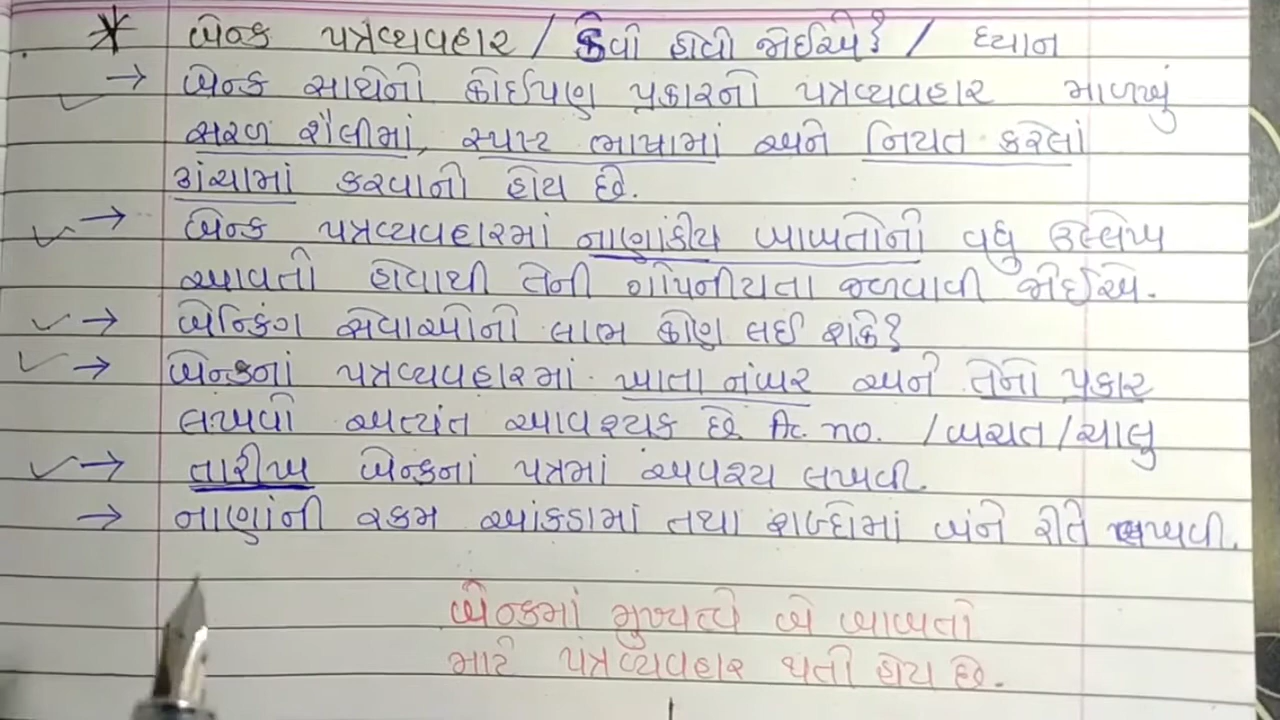 * બેન્ક પત્રવ્યવહાર / કેવો હોવો જોઈએ? / ધ્યાન
→ બેન્ક સાથેનો કોઈપણ પ્રકારનો પત્રવ્યવહાર માળખું
સરળ શૈલીમાં, સ્પષ્ટ ભાષામાં અને નિયત કરેલાં
ઢાંચામાં કરવાનો હોય છે.
→ બેન્ક પત્રવ્યવહારમાં નાણાંકીય બાબતોનો વધુ ઉલ્લેખ
આવતો હોવાથી તેની ગોપનીયતા જાળવાવી જોઈએ.
→ બેન્કિંગ સેવાઓનો લાભ કોણ લઈ શકે?
→ બેન્કનાં પત્રવ્યવહારમાં ખાતા નંબર અને તેનો પ્રકાર
લખવો અત્યંત આવશ્યક છે Ac. no. /બચત/ચાલુ
→ તારીખ બેન્કનાં પત્રમાં અવશ્ય લખવી.
→ નાણાંની રકમ આંકડામાં તથા શબ્દોમાં બંને રીતે લખવી.
બેન્કમાં મુખ્યત્વે બે બાબતો
માટે પત્રવ્યવહાર થતો હોય છે.